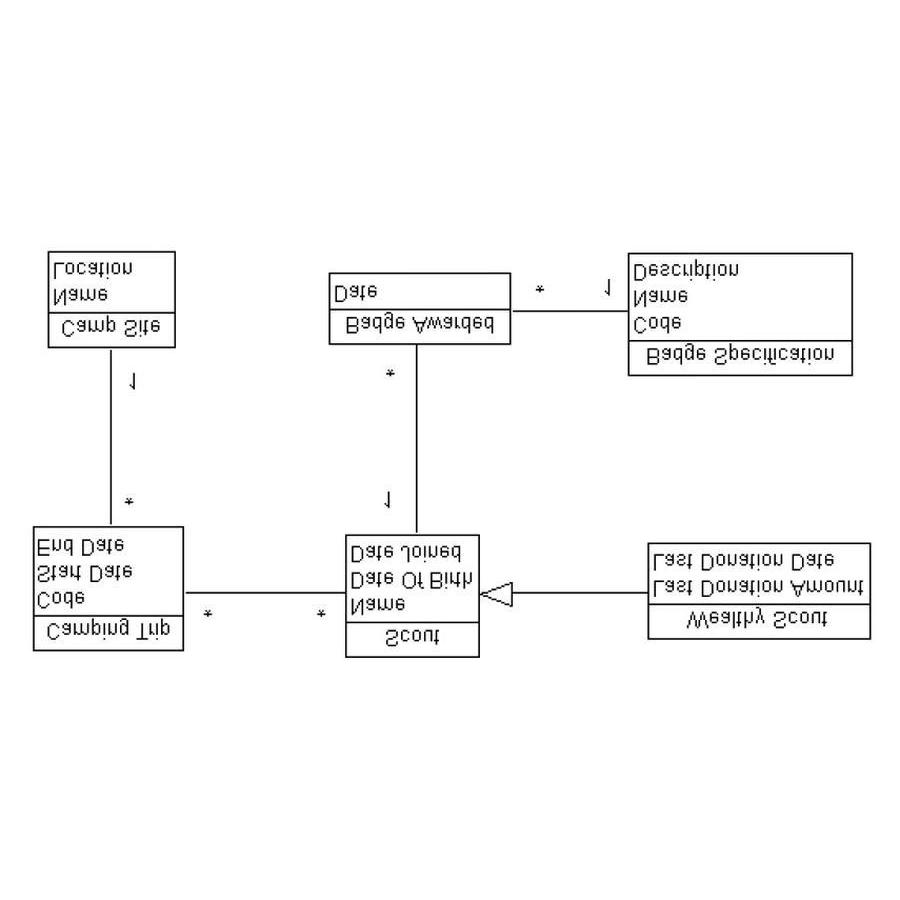 Camping Trip
Code
Start Date
End Date
*
*
Scout
Name
Date Of Birth
Date Joined
Wealthy Scout
Last Donation Amount
Last Donation Date
*
1
1
*
Camp Site
Name
Location
Badge Awarded
Date
*
1
Badge Specification
Code
Name
Description